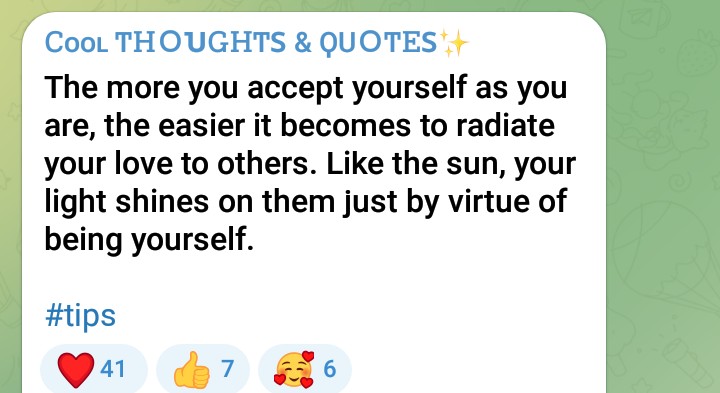 Cool THOUGHTS & QUOTES✨
The more you accept yourself as you
are, the easier it becomes to radiate
your love to others. Like the sun, your
light shines on them just by virtue of
being yourself.
#tips
❤️ 41 👍 7 🥰 6